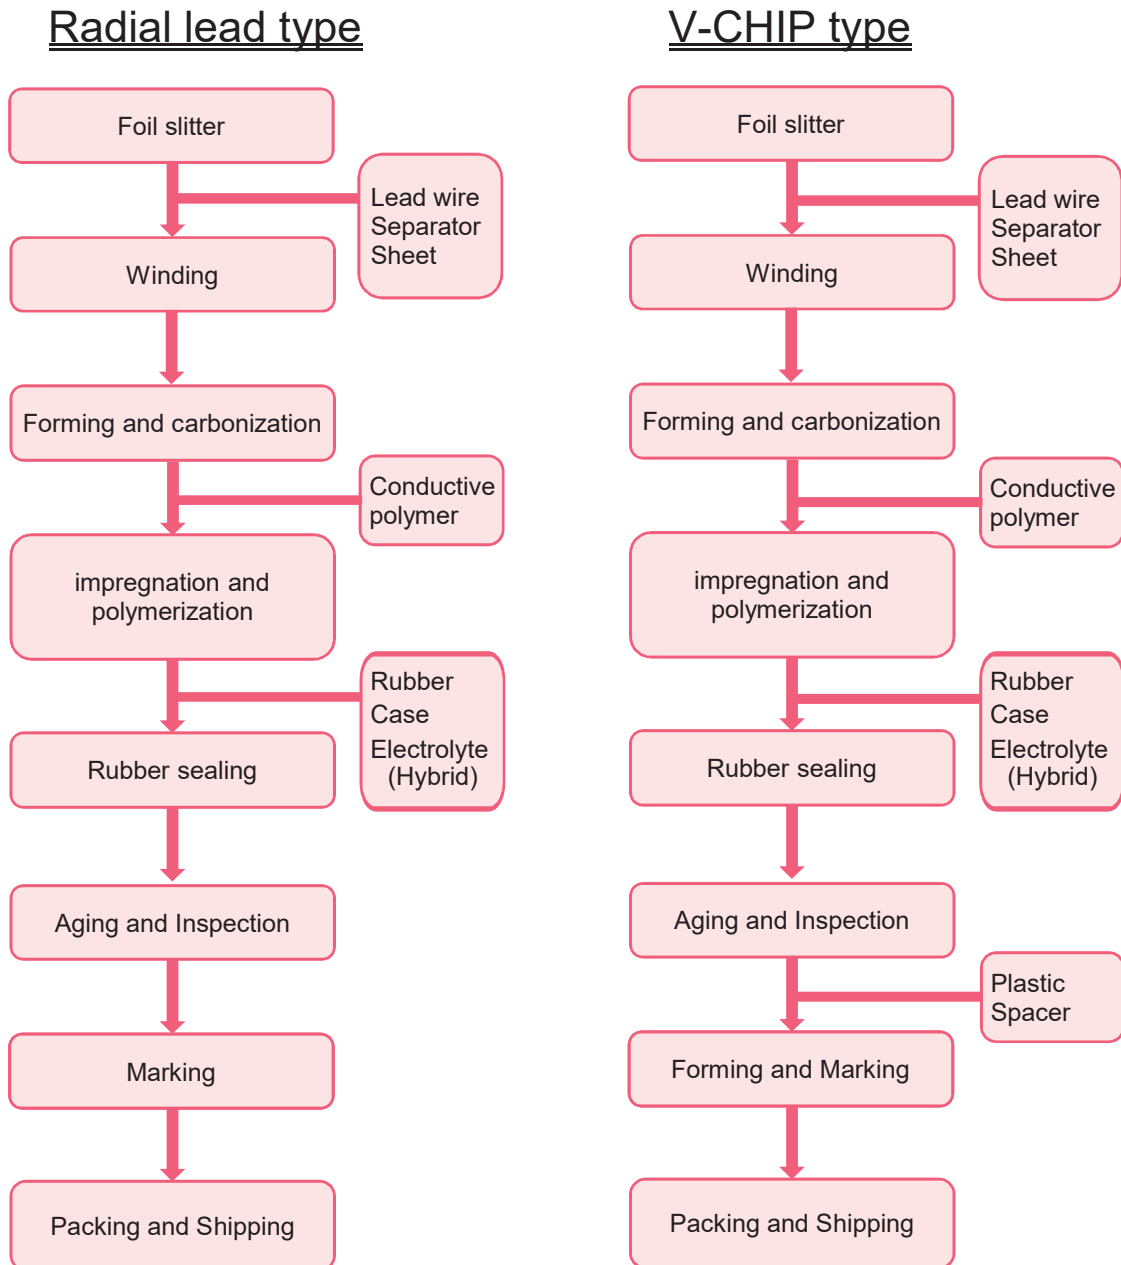 Radial lead type
Foil slitter
Lead wire
Separator
Sheet
Winding
Forming and carbonization
Conductive
polymer
impregnation and
polymerization
Rubber
Case
Electrolyte
(Hybrid)
Rubber sealing
Aging and Inspection
Marking
Packing and Shipping
V-CHIP type
Foil slitter
Lead wire
Separator
Sheet
Winding
Forming and carbonization
Conductive
polymer
impregnation and
polymerization
Rubber
Case
Electrolyte
(Hybrid)
Rubber sealing
Aging and Inspection
Plastic
Spacer
Forming and Marking
Packing and Shipping